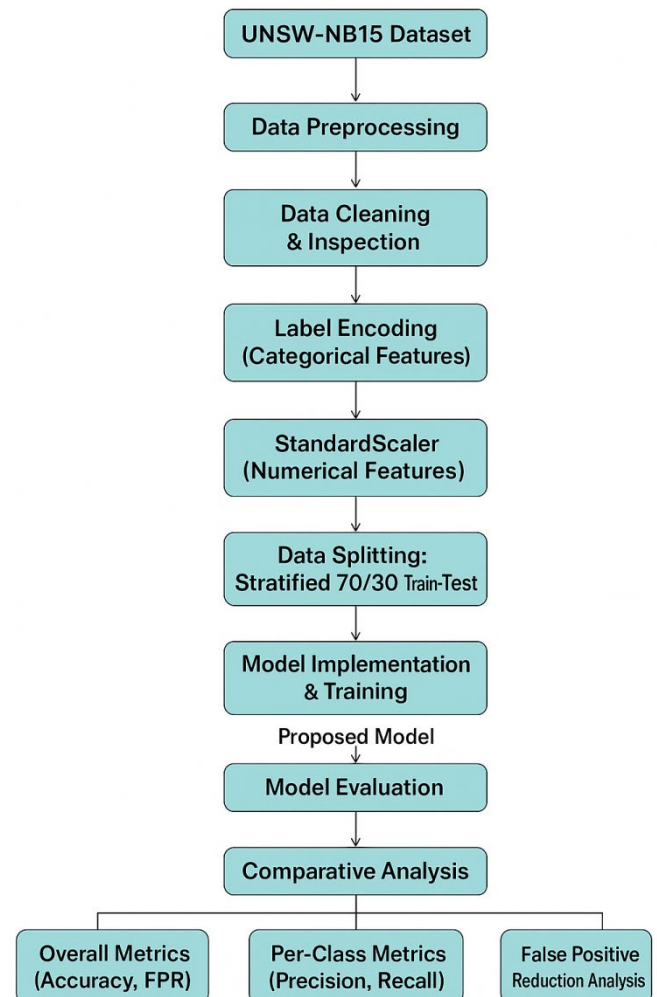 UNSW-NB15 Dataset
Data Preprocessing
Data Cleaning
& Inspection
Label Encoding
(Categorical Features)
StandardScaler
(Numerical Features)
Data Splitting:
Stratified 70/30 Train-Test
Model Implementation
& Training
Proposed Model
Model Evaluation
Comparative Analysis
Overall Metrics
(Accuracy, FPR)
Per-Class Metrics
(Precision, Recall)
False Positive
Reduction Analysis